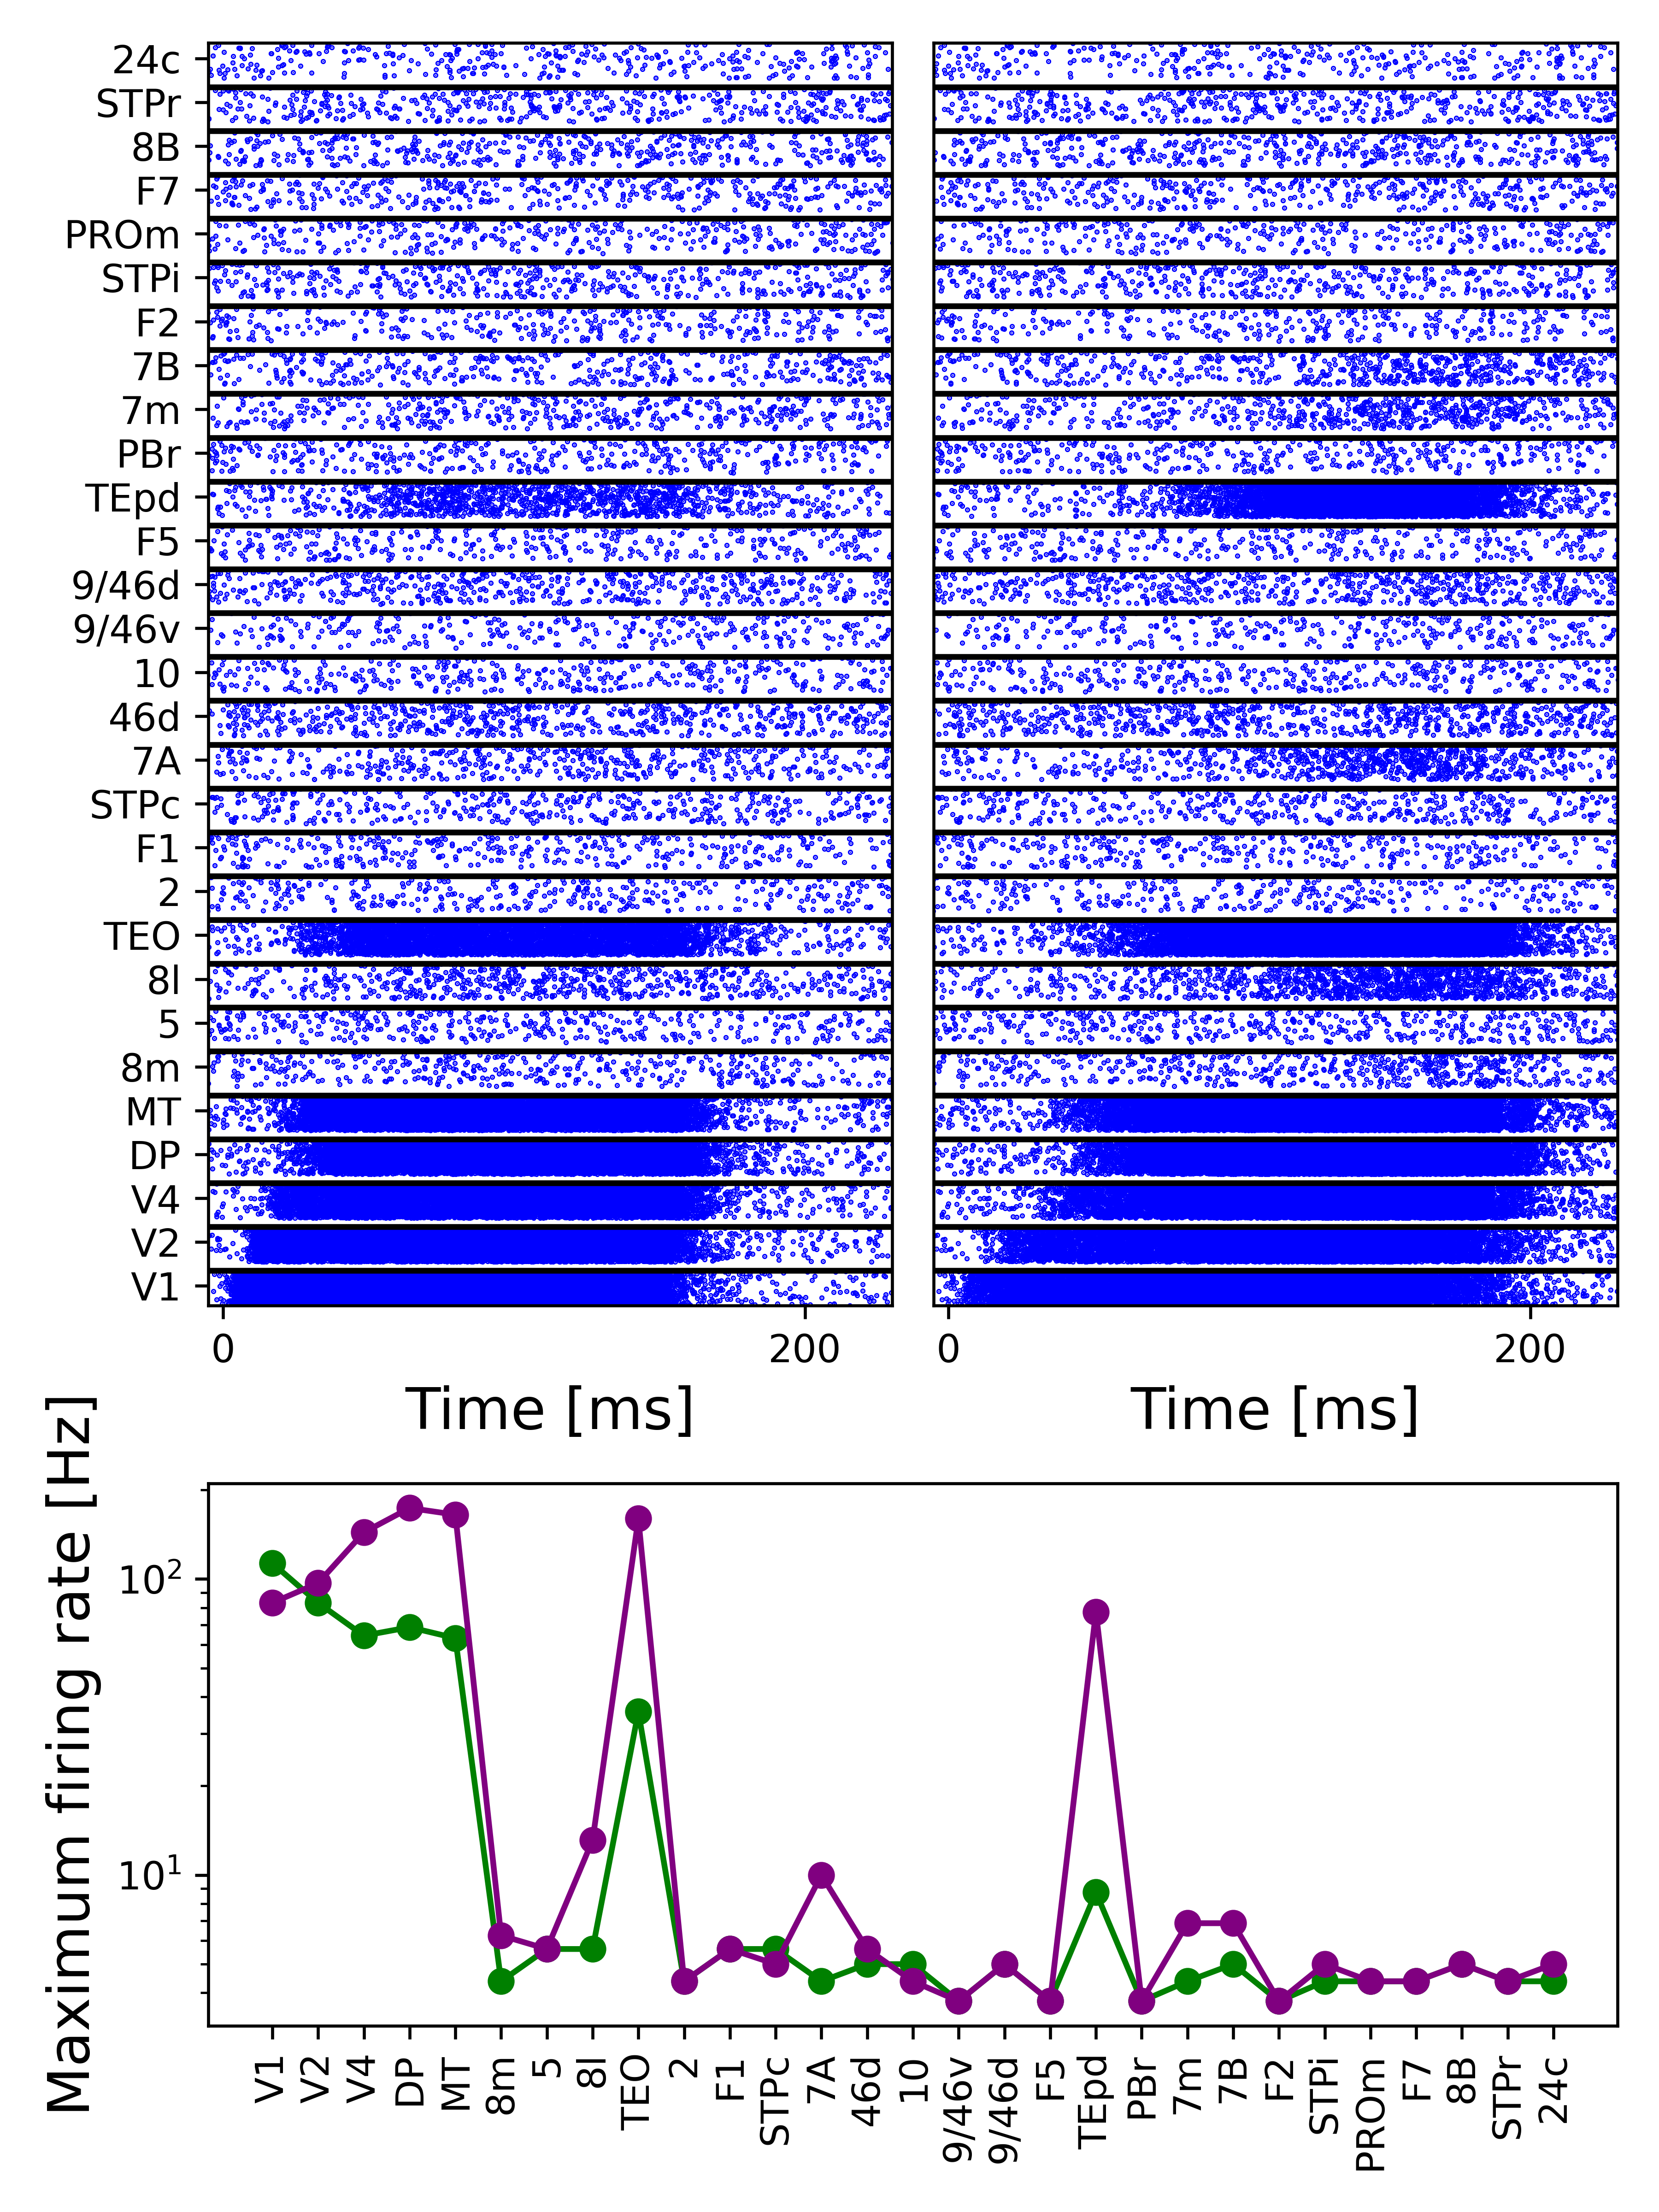 24c
STPr
8B
F7
PROm
STPi
F2
7B
7m
PBr
TEpd
F5
9/46d
9/46v
10
46d
7A
STPc
F1
2
TEO
8l
5
8m
MT
DP
V4
V2
V1
0 200 0 200
Time [ms] Time [ms]
Maximum firing rate [Hz]
10²
10¹
V1 V2 V4 DP MT 8m 5 8l TEO 2 F1 STPc 7A 46d 10 9/46v 9/46d F5 TEpd PBr 7m 7B F2 STPi PROm F7 8B STPr 24c